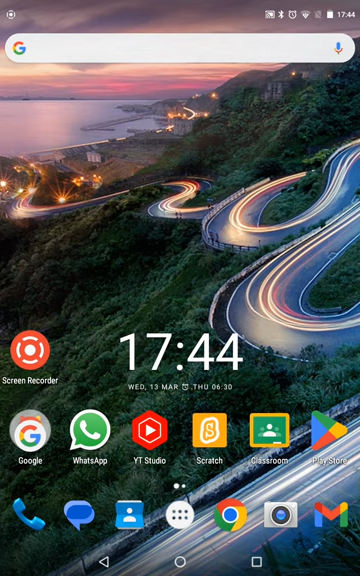 17:44
Screen Recorder
17:44
WED, 13 MAR THU 06:30
Google
WhatsApp
YT Studio
Scratch
Classroom
Play Store